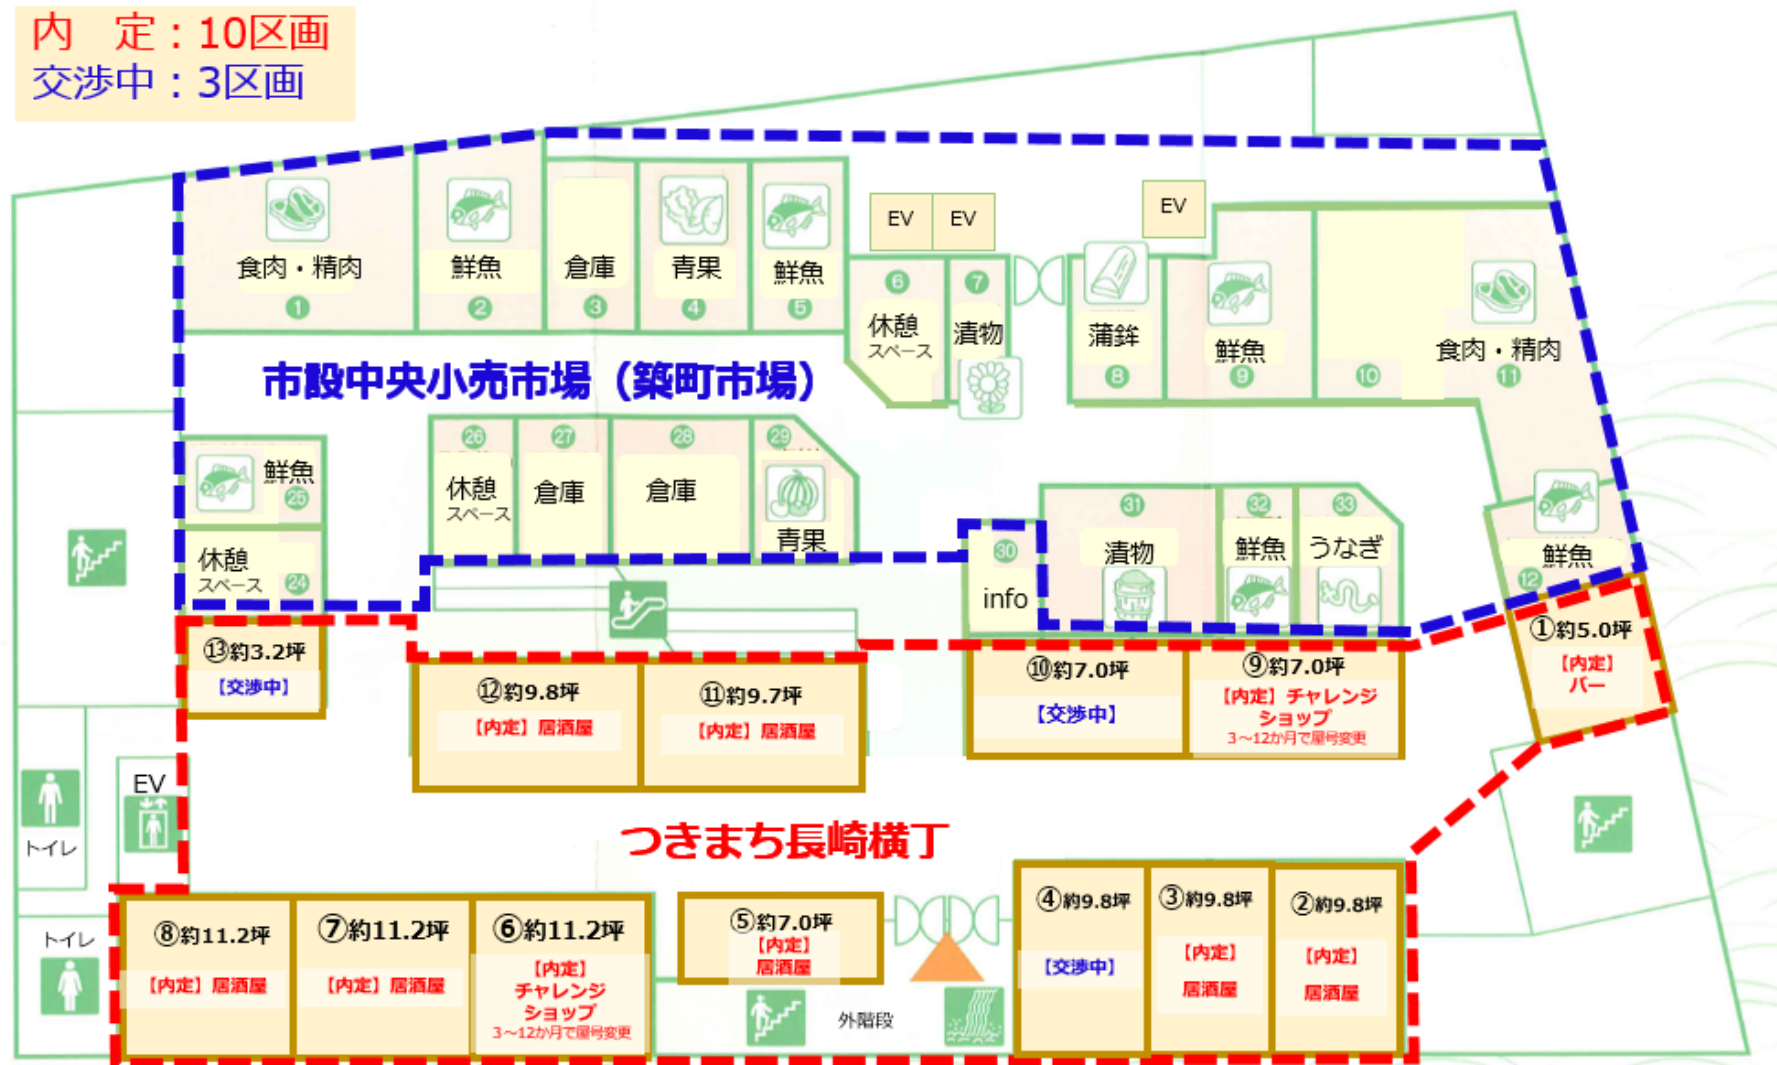 内　定：10区画
交渉中：3区画
EV
EV
EV
食肉・精肉
1
鮮魚
2
倉庫
3
青果
4
鮮魚
5
6
休憩
スペース
7
漬物
蒲鉾
8
鮮魚
9
10
食肉・精肉
11
市設中央小売市場（築町市場）
鮮魚
25
休憩
スペース
24
26
休憩
スペース
27
倉庫
28
倉庫
29
青果
30
info
31
漬物
32
鮮魚
33
うなぎ
鮮魚
12
①約5.0坪
【内定】
バー
⑬約3.2坪
【交渉中】
⑫約9.8坪
【内定】居酒屋
⑪約9.7坪
【内定】居酒屋
⑩約7.0坪
【交渉中】
⑨約7.0坪
【内定】チャレンジ
ショップ
3～12か月で屋号変更
EV
トイレ
つきまち長崎横丁
トイレ
⑧約11.2坪
【内定】居酒屋
⑦約11.2坪
【内定】居酒屋
⑥約11.2坪
【内定】
チャレンジ
ショップ
3～12か月で屋号変更
⑤約7.0坪
【内定】
居酒屋
外階段
④約9.8坪
【交渉中】
③約9.8坪
【内定】
居酒屋
②約9.8坪
【内定】
居酒屋